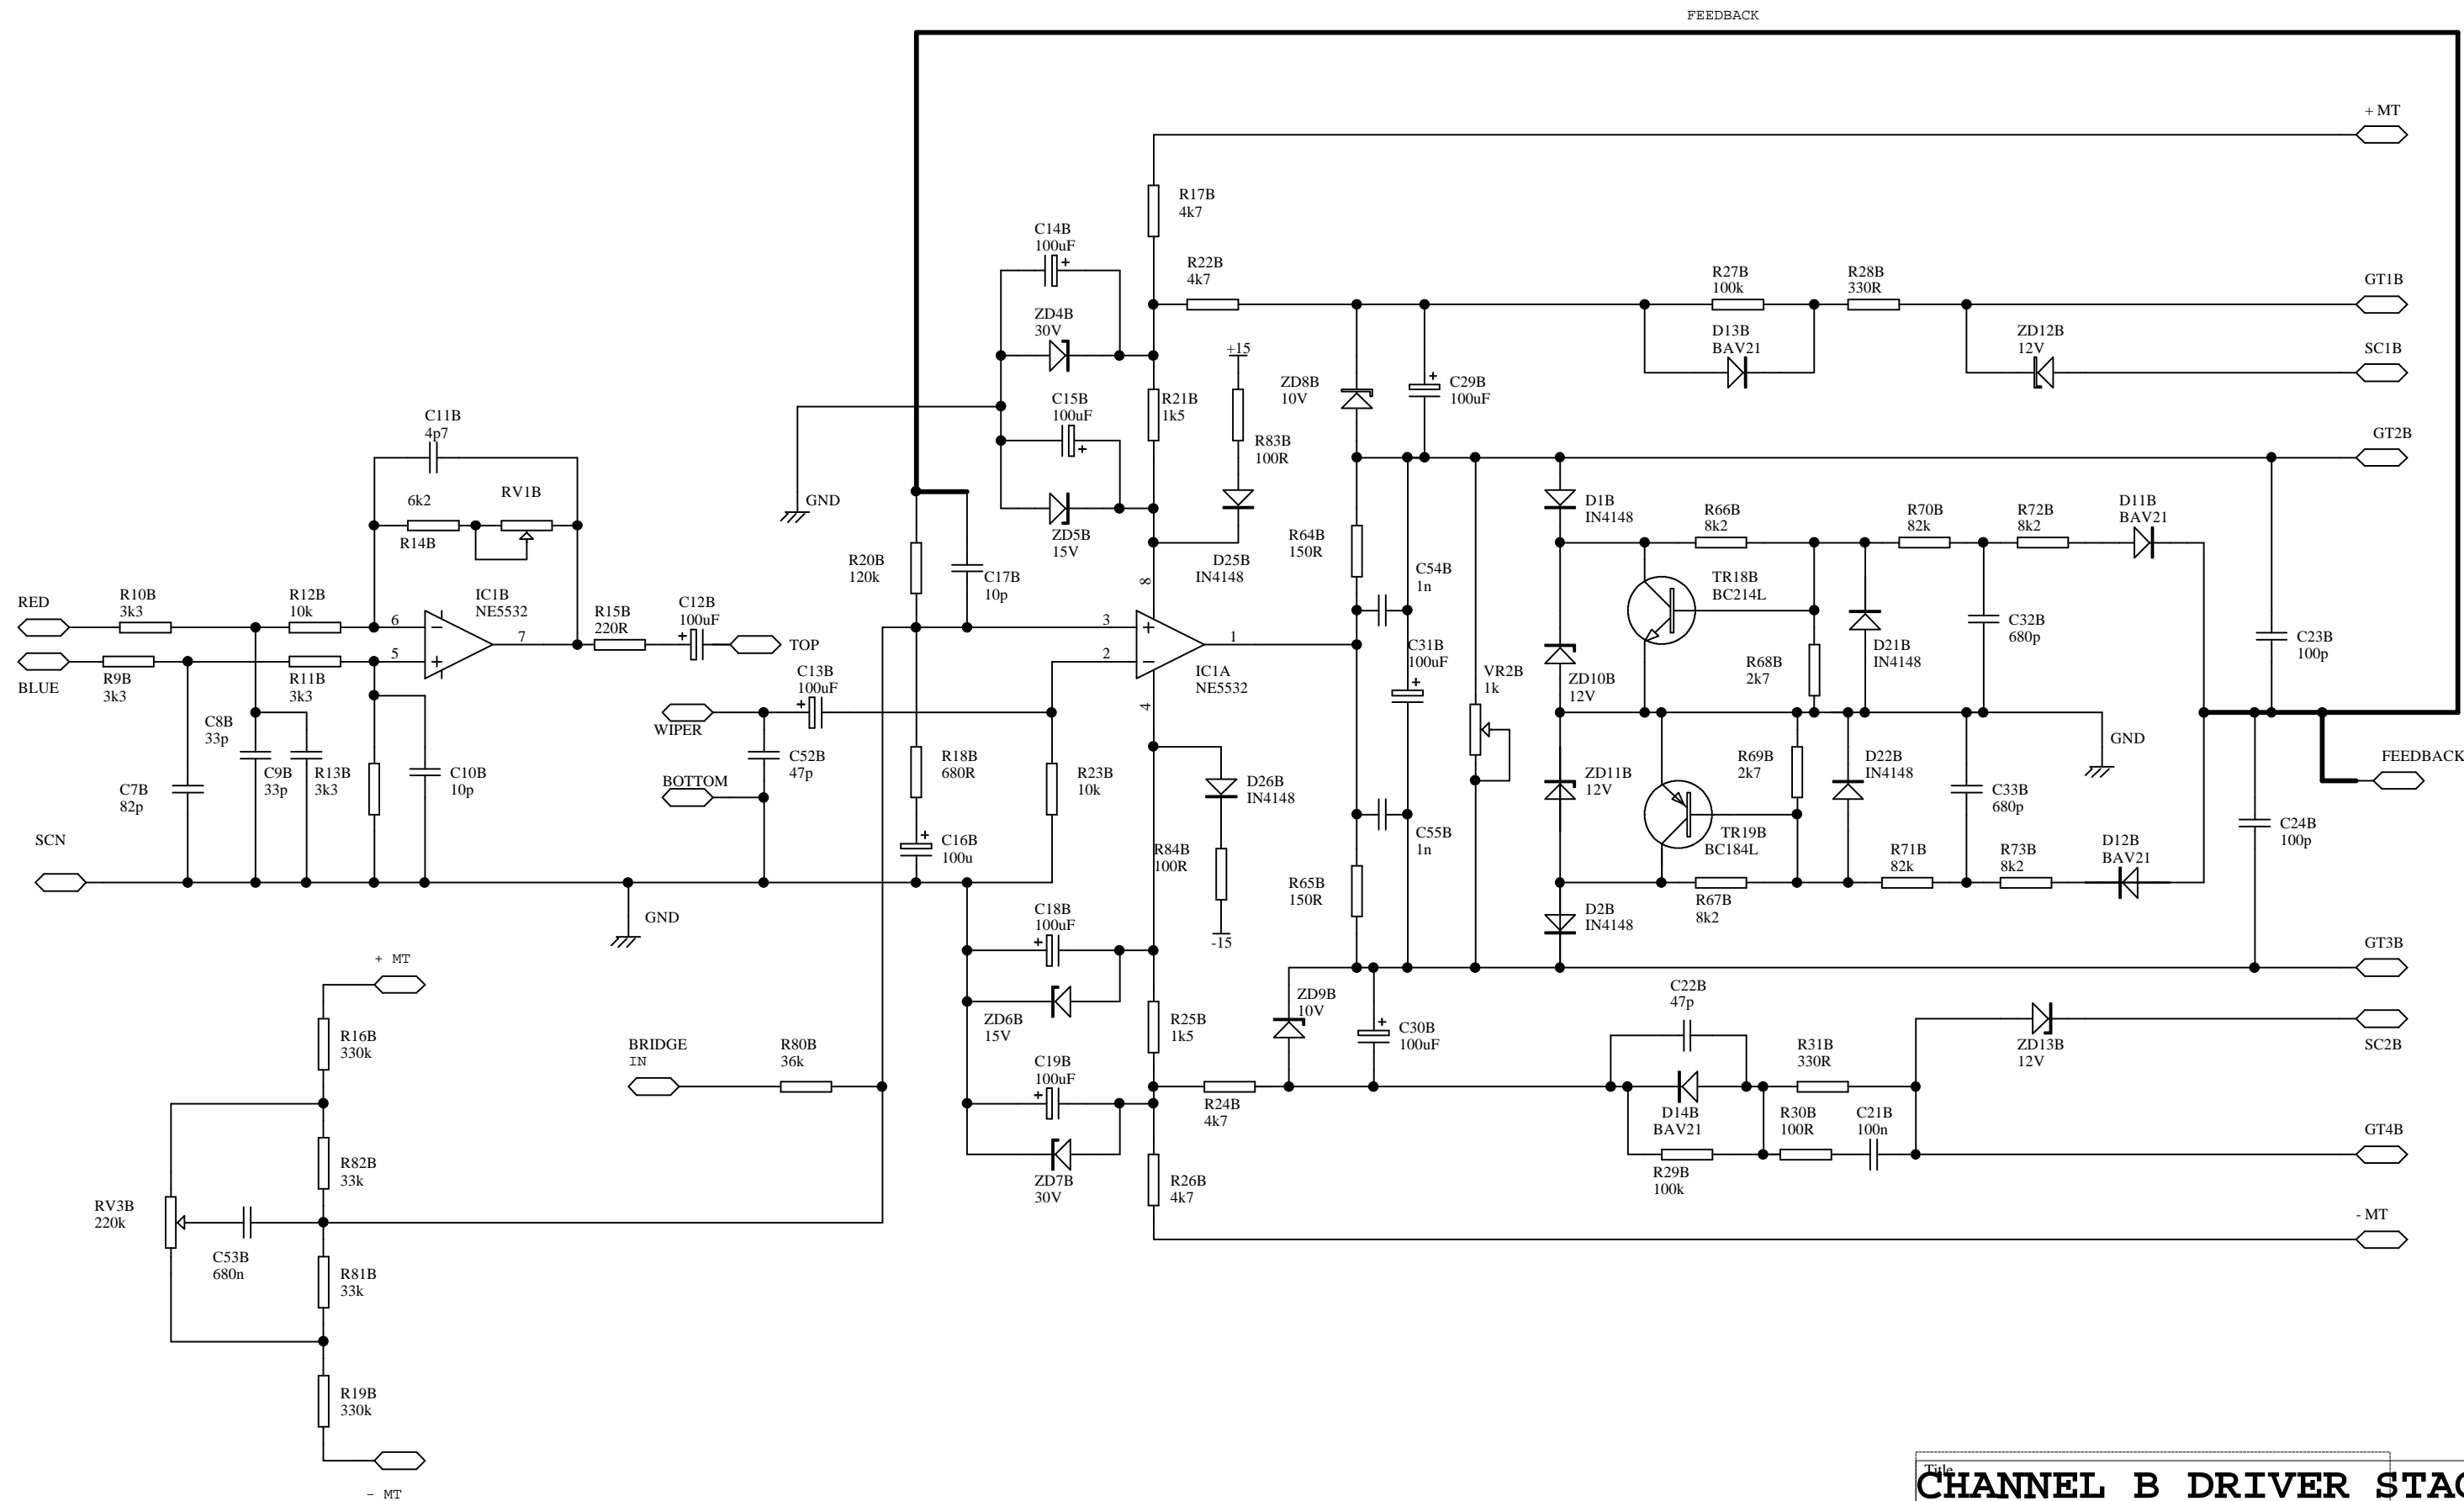 FEEDBACK
+ MT
R17B
4k7
C14B
100uF
R22B
4k7
R27B
100k
R28B
330R
GT1B
ZD4B
30V
D13B
BAV21
ZD12B
12V
SC1B
+15
ZD8B
10V
C29B
100uF
C15B
100uF
R21B
1k5
C11B
4p7
R83B
100R
GT2B
6k2
RV1B
GND
D1B
IN4148
R66B
8k2
R70B
82k
R72B
8k2
D11B
BAV21
R14B
ZD5B
15V
R64B
150R
R20B
120k
C17B
10p
8
D25B
IN4148
C54B
1n
TR18B
BC214L
RED
R10B
3k3
R12B
10k
IC1B
NE5532
R15B
220R
C12B
100uF
6
7
5
TOP
3
2
1
4
IC1A
NE5532
C31B
100uF
VR2B
1k
ZD10B
12V
R68B
2k7
D21B
IN4148
C32B
680p
C23B
100p
BLUE
R9B
3k3
R11B
3k3
C13B
100uF
WIPER
C8B
33p
C9B
33p
R13B
3k3
C10B
10p
C7B
82p
C52B
47p
BOTTOM
R18B
680R
R23B
10k
D26B
IN4148
ZD11B
12V
R69B
2k7
D22B
IN4148
C33B
680p
GND
FEEDBACK
SCN
C16B
100u
R84B
100R
C55B
1n
TR19B
BC184L
R71B
82k
R73B
8k2
D12B
BAV21
C24B
100p
R65B
150R
R67B
8k2
GND
C18B
100uF
-15
D2B
IN4148
GT3B
+ MT
ZD6B
15V
R25B
1k5
ZD9B
10V
C30B
100uF
C22B
47p
ZD13B
12V
SC2B
R16B
330k
BRIDGE
IN
R80B
36k
C19B
100uF
R31B
330R
R24B
4k7
D14B
BAV21
R30B
100R
C21B
100n
GT4B
R82B
33k
ZD7B
30V
R26B
4k7
R29B
100k
RV3B
220k
- MT
C53B
680n
R81B
33k
R19B
330k
- MT
Title
CHANNEL B DRIVER STAG